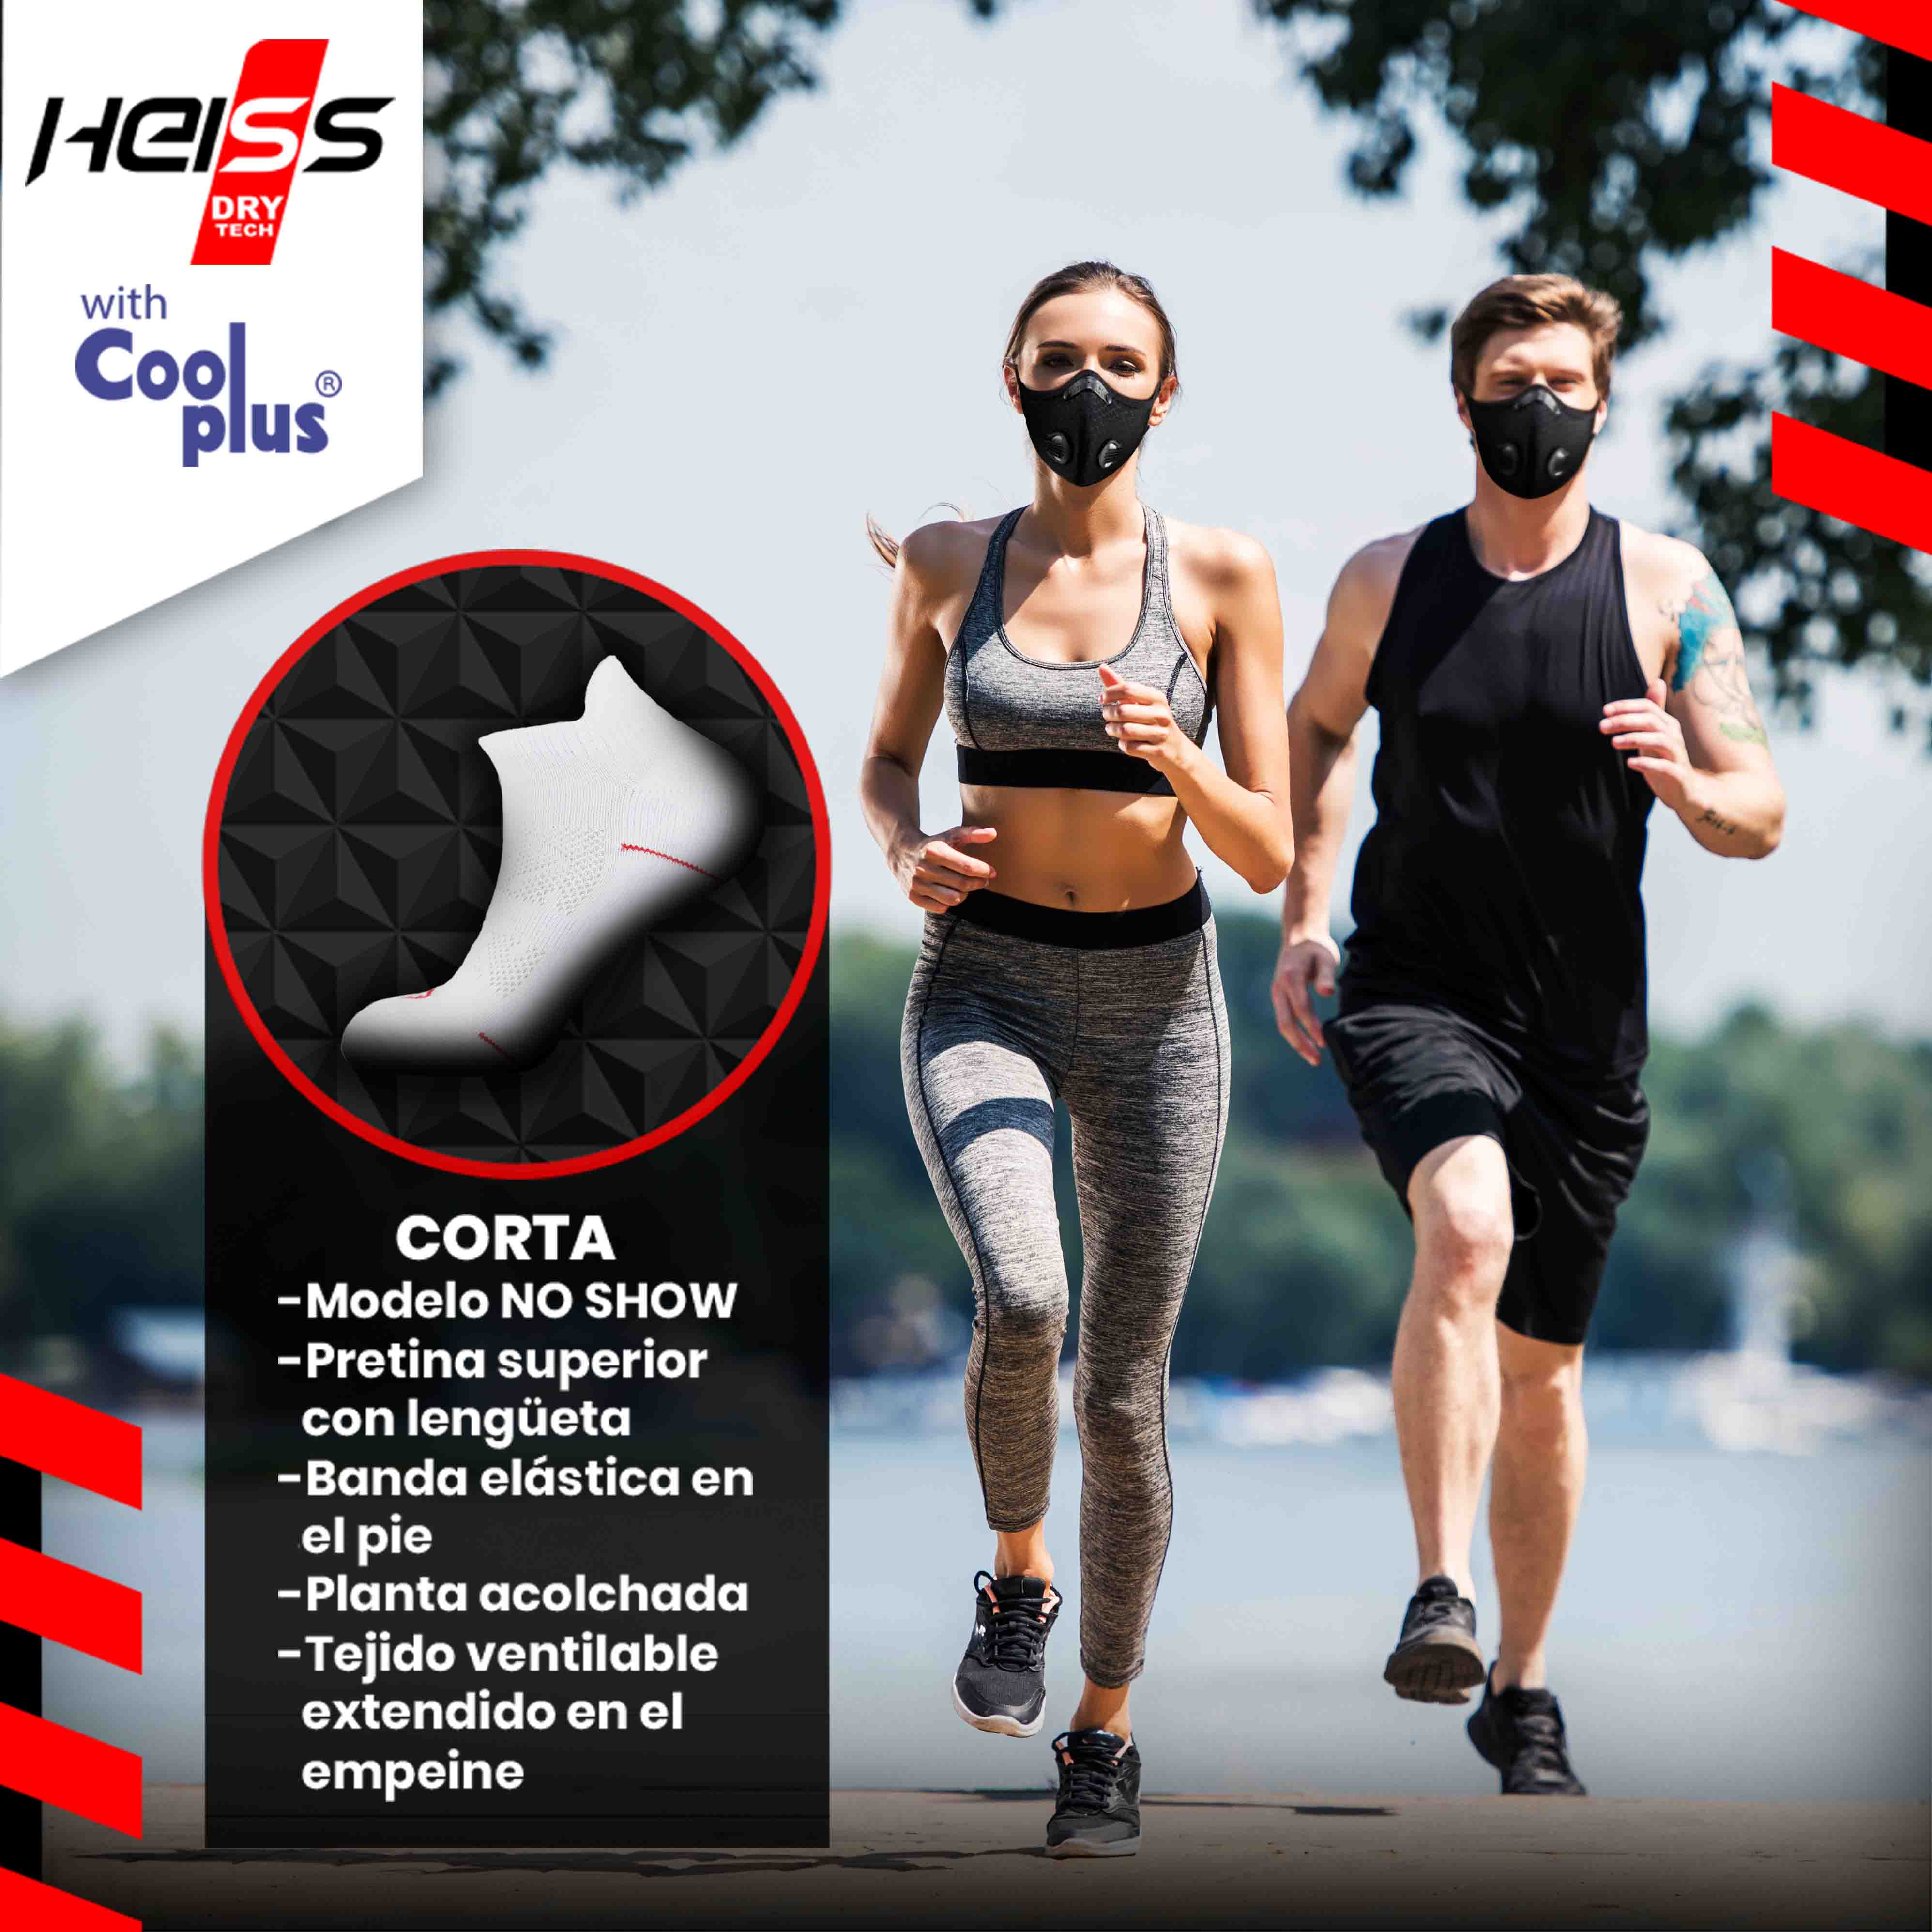 HEISS
DRY
TECH
with
Cool
plus®
CORTA
-Modelo NO SHOW
-Pretina superior
con lengüeta
-Banda elástica en
el pie
-Planta acolchada
-Tejido ventilable
extendido en el
empeine